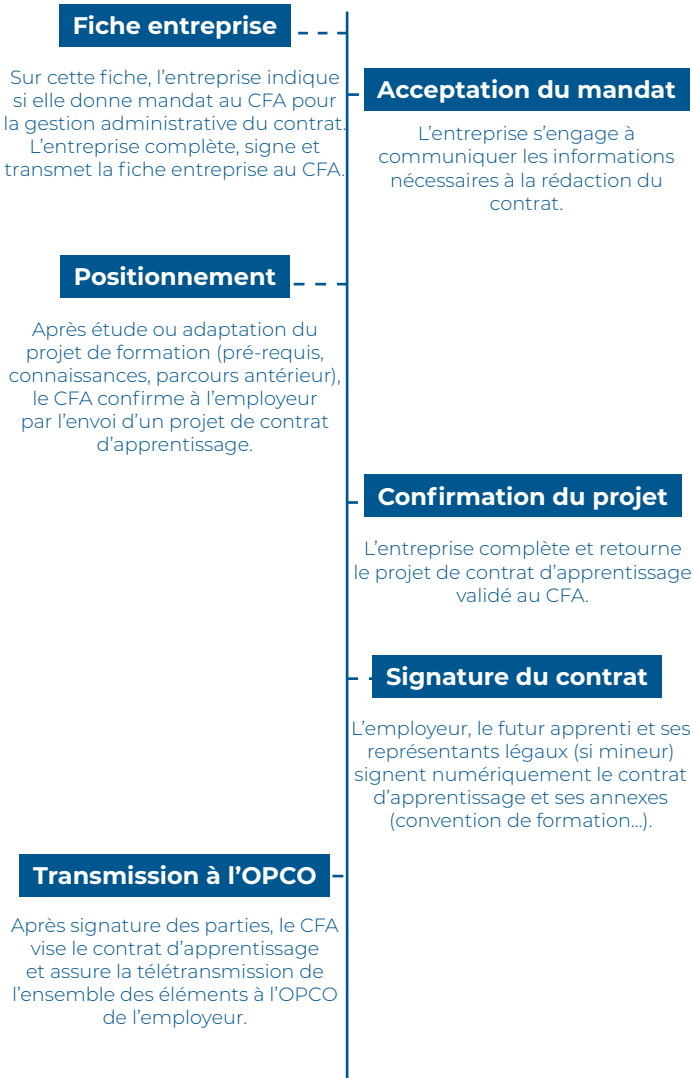 Fiche entreprise
Sur cette fiche, l’entreprise indique
si elle donne mandat au CFA pour
la gestion administrative du contrat.
L’entreprise complète, signe et
transmet la fiche entreprise au CFA.
Acceptation du mandat
L’entreprise s’engage à
communiquer les informations
nécessaires à la rédaction du
contrat.
Positionnement
Après étude ou adaptation du
projet de formation (pré-requis,
connaissances, parcours antérieur),
le CFA confirme à l’employeur
par l’envoi d’un projet de contrat
d’apprentissage.
Confirmation du projet
L’entreprise complète et retourne
le projet de contrat d’apprentissage
validé au CFA.
Signature du contrat
L’employeur, le futur apprenti et ses
représentants légaux (si mineur)
signent numériquement le contrat
d’apprentissage et ses annexes
(convention de formation...).
Transmission à l’OPCO
Après signature des parties, le CFA
vise le contrat d’apprentissage
et assure la télétransmission de
l’ensemble des éléments à l’OPCO
de l’employeur.